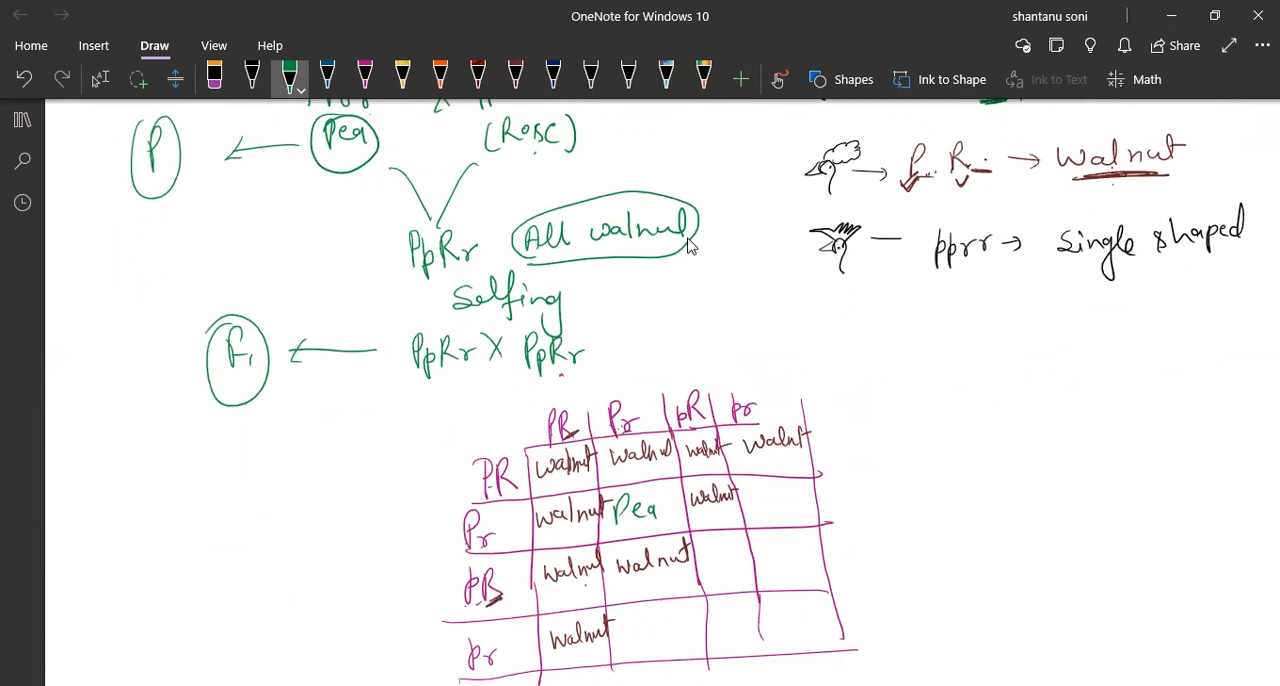 OneNote for Windows 10
shantanu soni
Home Insert Draw View Help
Share
Shapes Ink to Shape Ink to Text Math
P ← Pea (Rose)
P_ R_ → walnut
PpRr All walnut
pprr → single shaped
Selfing
F1 ← PpRr X PpRr
PR Pr pR pr
PR walnut walnut walnut walnut
Pr walnut Pea walnut
pR walnut walnut
pr walnut